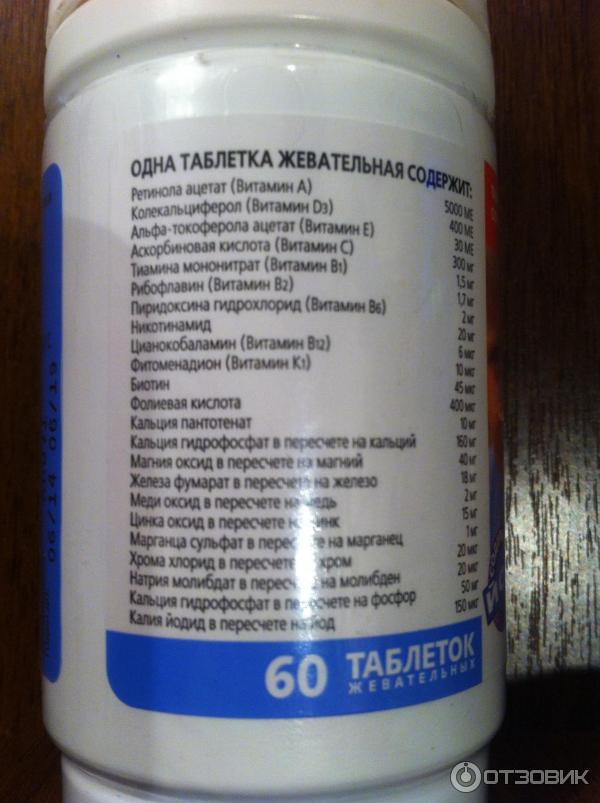 ОДНА ТАБЛЕТКА ЖЕВАТЕЛЬНАЯ СОДЕРЖИТ:
Ретинола ацетат (Витамин А) 5000 МЕ
Колекальциферол (Витамин D3) 400 МЕ
Альфа-токоферола ацетат (Витамин Е) 30 МЕ
Аскорбиновая кислота (Витамин С) 300 мг
Тиамина мононитрат (Витамин В1) 1,5 мг
Рибофлавин (Витамин В2) 1,7 мг
Пиридоксина гидрохлорид (Витамин В6) 2 мг
Никотинамид 20 мг
Цианокобаламин (Витамин В12) 6 мкг
Фитоменадион (Витамин К1) 10 мкг
Биотин 45 мкг
Фолиевая кислота 400 мкг
Кальция пантотенат 10 мг
Кальция гидрофосфат в пересчете на кальций 160 мг
Магния оксид в пересчете на магний 40 мг
Железа фумарат в пересчете на железо 18 мг
Меди оксид в пересчете на медь 2 мг
Цинка оксид в пересчете на цинк 15 мг
Марганца сульфат в пересчете на марганец 1 мг
Хрома хлорид в пересчете на хром 20 мкг
Натрия молибдат в пересчете на молибден 20 мкг
Кальция гидрофосфат в пересчете на фосфор 50 мг
Калия йодид в пересчете на йод 150 мкг
60 ТАБЛЕТОК
ЖЕВАТЕЛЬНЫХ
06/14 06/19
ОТЗОВИК